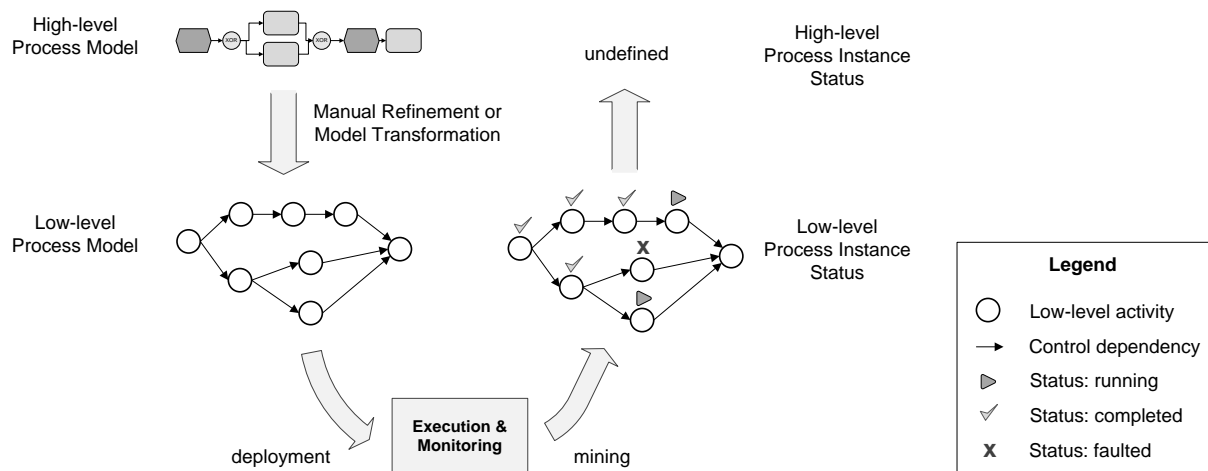 High-level
Process Model
XOR
XOR
undefined
High-level
Process Instance
Status
Manual Refinement or
Model Transformation
Low-level
Process Model
X
Low-level
Process Instance
Status
Legend
Low-level activity
Control dependency
Status: running
Status: completed
X Status: faulted
Execution &
Monitoring
deployment
mining